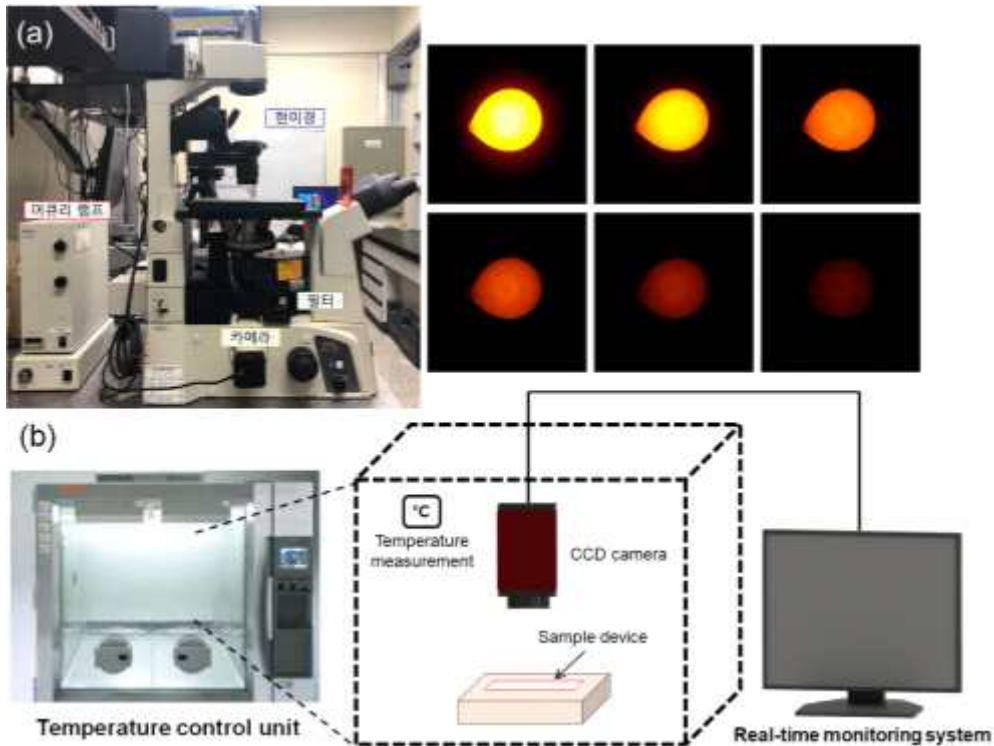 (a)
현미경
머큐리 램프
필터
카메라
(b)
°C
Temperature
measurement
CCD camera
Sample device
Temperature control unit
Real-time monitoring system